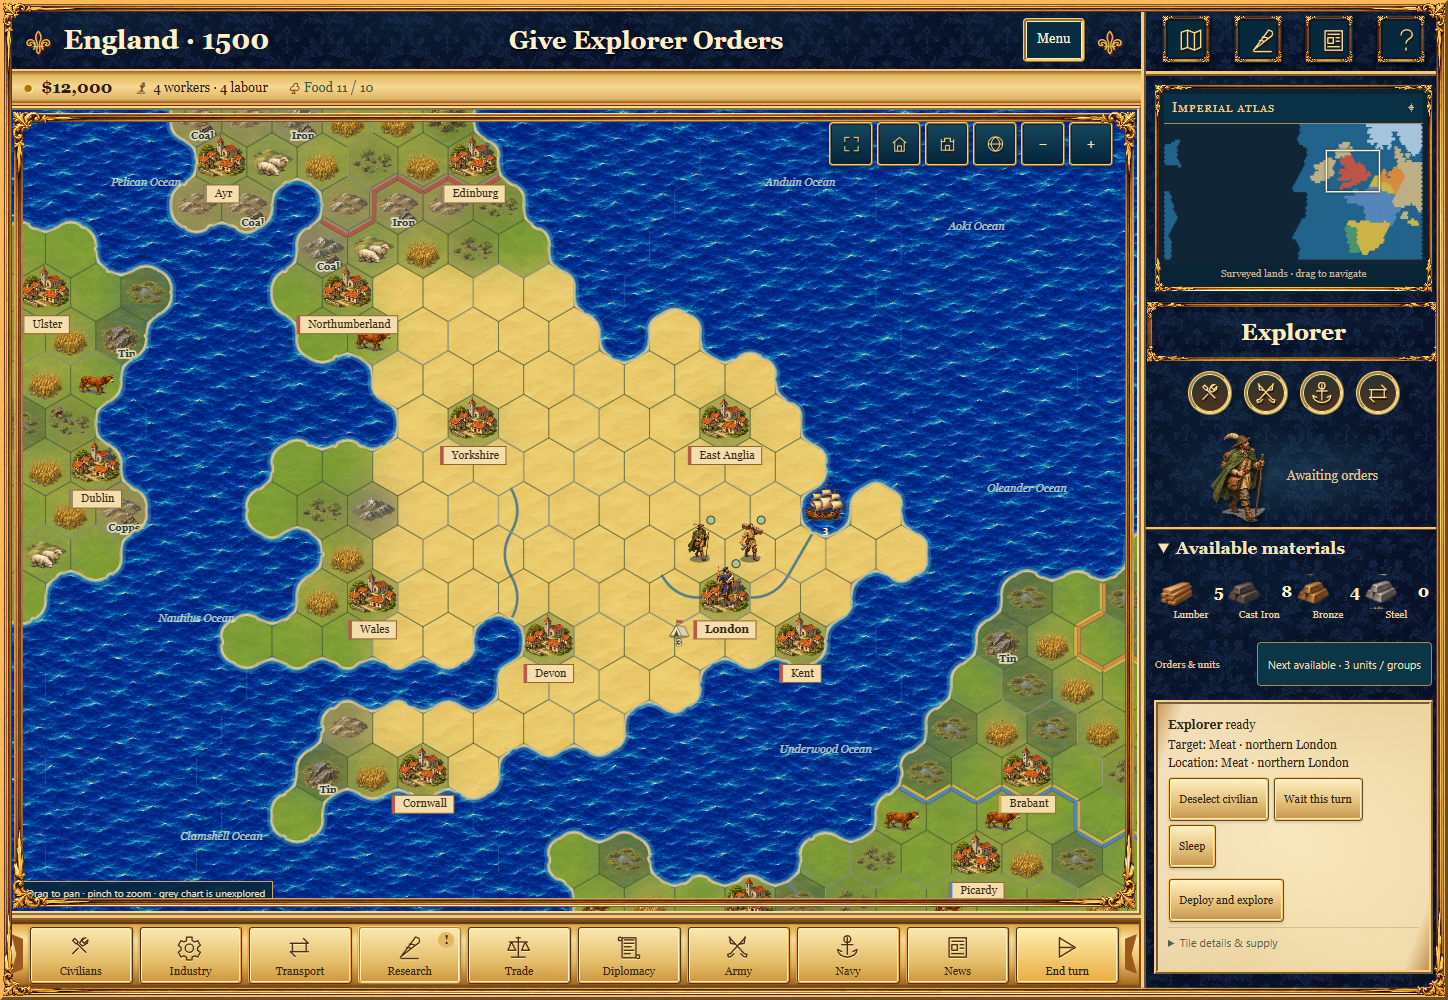 England · 1500
Give Explorer Orders
Menu
$12,000
4 workers · 4 labour
Food 11 / 10
Coal
Iron
Pelican Ocean
Ayr
Edinburg
Anduin Ocean
Coal
Iron
Aoki Ocean
Coal
Ulster
Northumberland
Tin
Yorkshire
East Anglia
Dublin
Oleander Ocean
Coppe
3
Nautilus Ocean
Wales
London
3
Tin
Devon
Kent
Underwood Ocean
Tin
Cornwall
Brabant
Clamshell Ocean
Picardy
rag to pan · pinch to zoom · grey chart is unexplored
Civilians
Industry
Transport
!
Research
Trade
Diplomacy
Army
Navy
News
End turn
Imperial atlas
Surveyed lands · drag to navigate
Explorer
Awaiting orders
▼ Available materials
5
8
4
0
Lumber
Cast Iron
Bronze
Steel
Orders & units
Next available · 3 units / groups
Explorer ready
Target: Meat · northern London
Location: Meat · northern London
Deselect civilian
Wait this turn
Sleep
Deploy and explore
▶ Tile details & supply